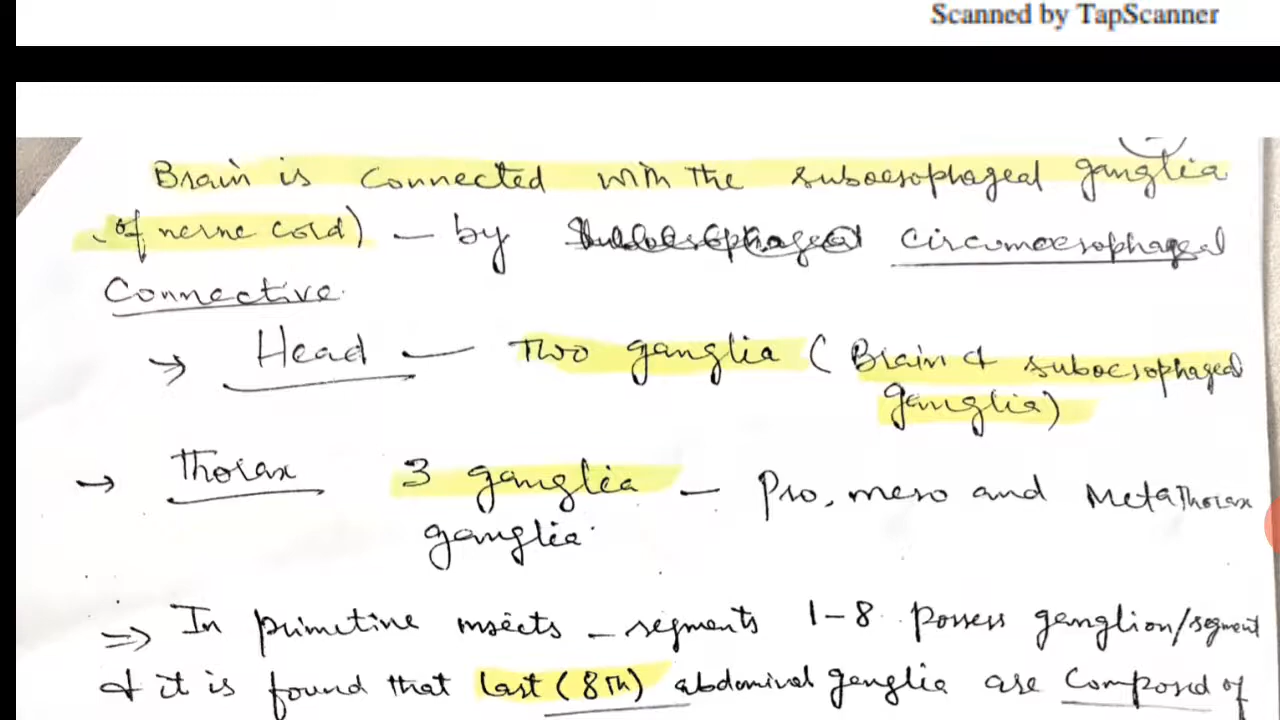 Scanned by TapScanner
Brain is connected with the suboesophageal ganglia
of nerve cord) – by circumoesophageal
Connective.
→ Head – Two ganglia (Brain & suboesophageal
ganglia)
→ Thorax 3 ganglia – Pro, meso and Metathorax
ganglia.
⇒ In primitive insects – segments 1–8 possess ganglion/segment
& it is found that last (8th) abdominal ganglia are composed of